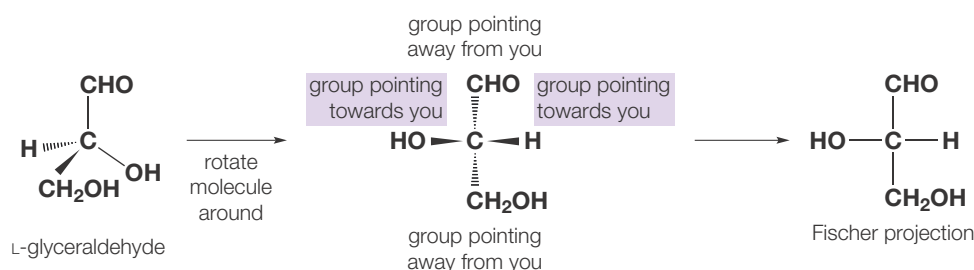 group pointing
away from you
CHO
H
C
OH
CH₂OH
L-glyceraldehyde
rotate
molecule
around
group pointing
towards you
CHO
group pointing
towards you
HO
C
H
CH₂OH
group pointing
away from you
CHO
HO
C
H
CH₂OH
Fischer projection